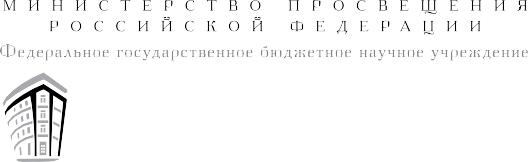 МИНИСТЕРСТВО ПРОСВЕЩЕНИЯ
РОССИЙСКОЙ ФЕДЕРАЦИИ
Федеральное государственное бюджетное научное учреждение